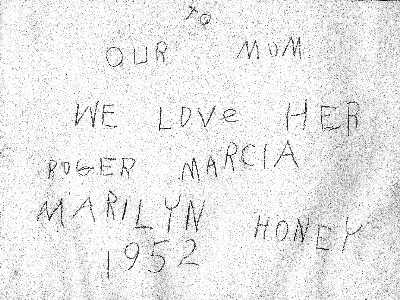 TO
OUR MOM
WE LOVe HER
ROGER MARCIA
MARILYN HONEY
1952